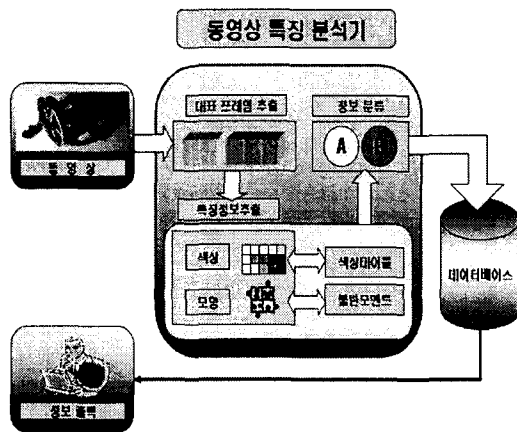 동영상 특징 분석기
대표 프레임 추출
정보 분류
A
동영상
특징정보추출
색상
색상테이블
모양
불변모멘트
데이터베이스
정보 출력